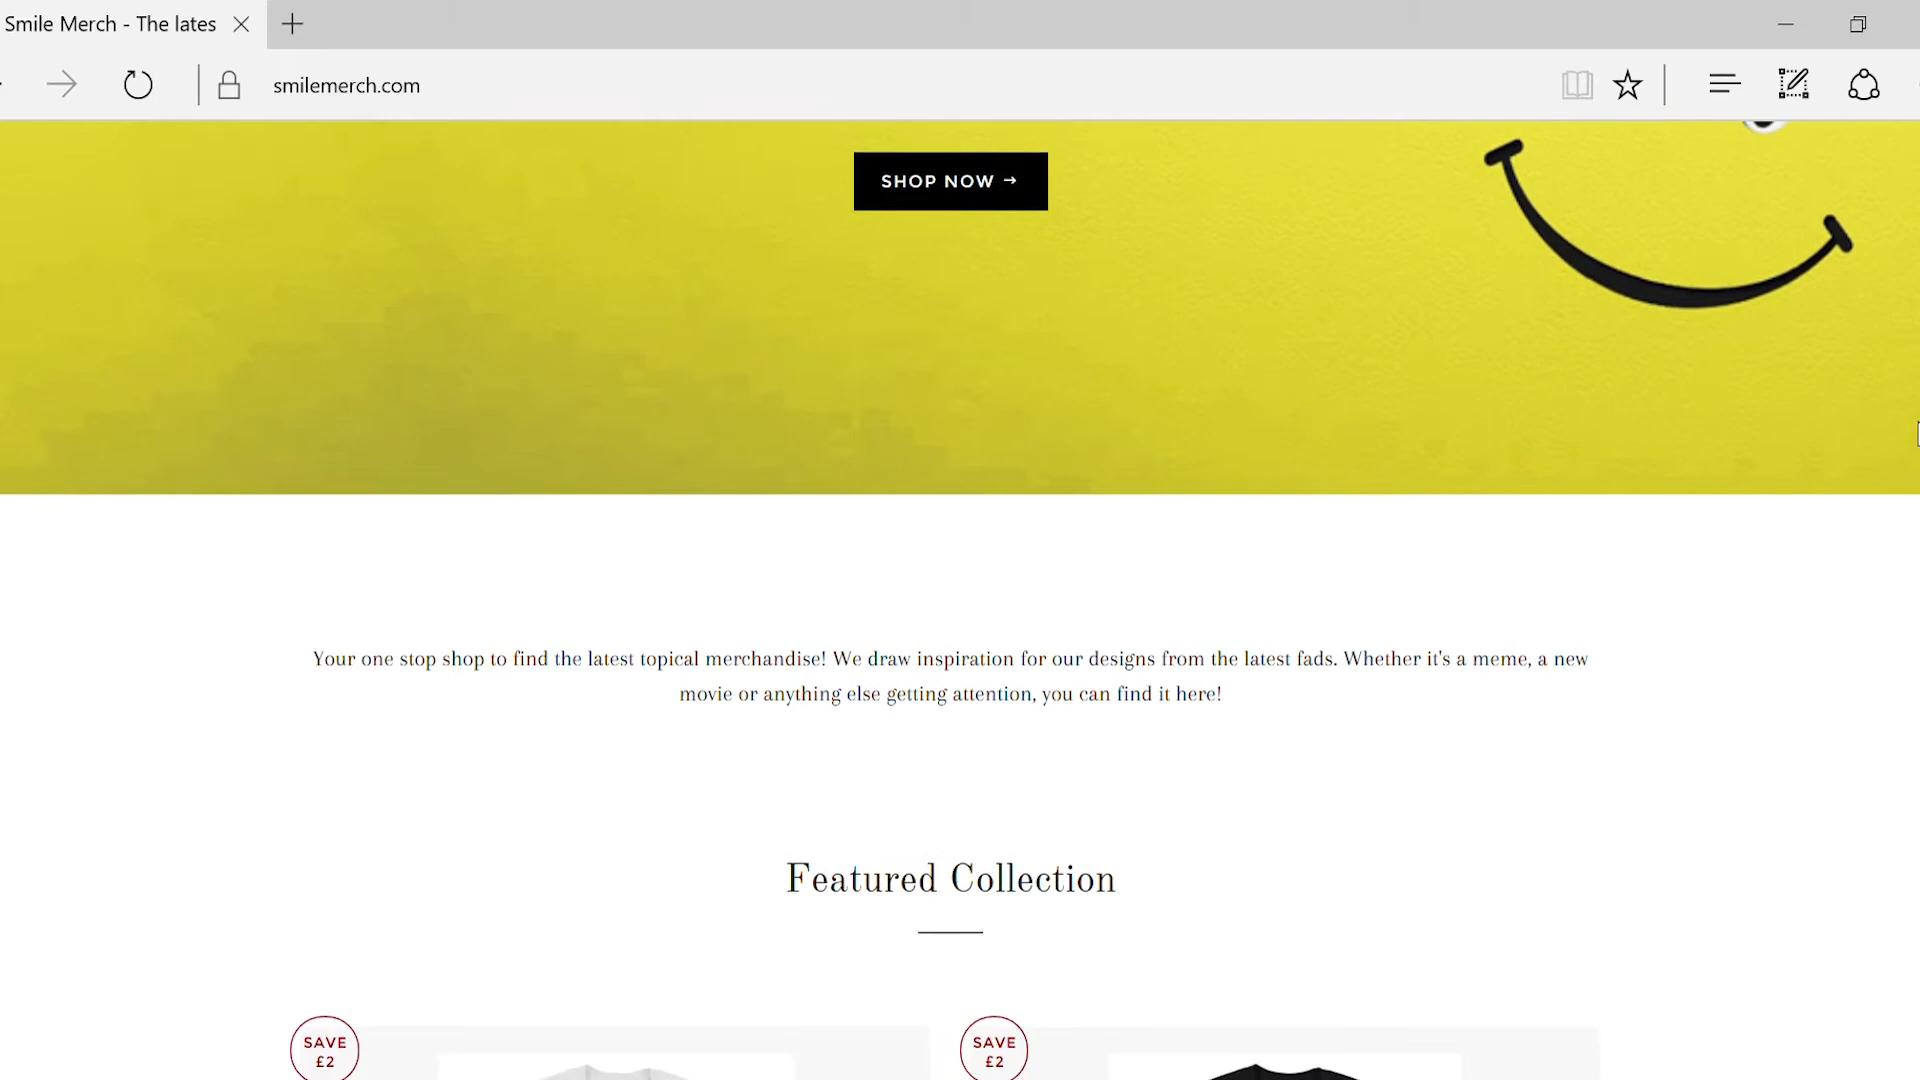 Smile Merch - The lates
smilemerch.com
SHOP NOW →
Your one stop shop to find the latest topical merchandise! We draw inspiration for our designs from the latest fads. Whether it's a meme, a new
movie or anything else getting attention, you can find it here!
Featured Collection
SAVE
£2
SAVE
£2